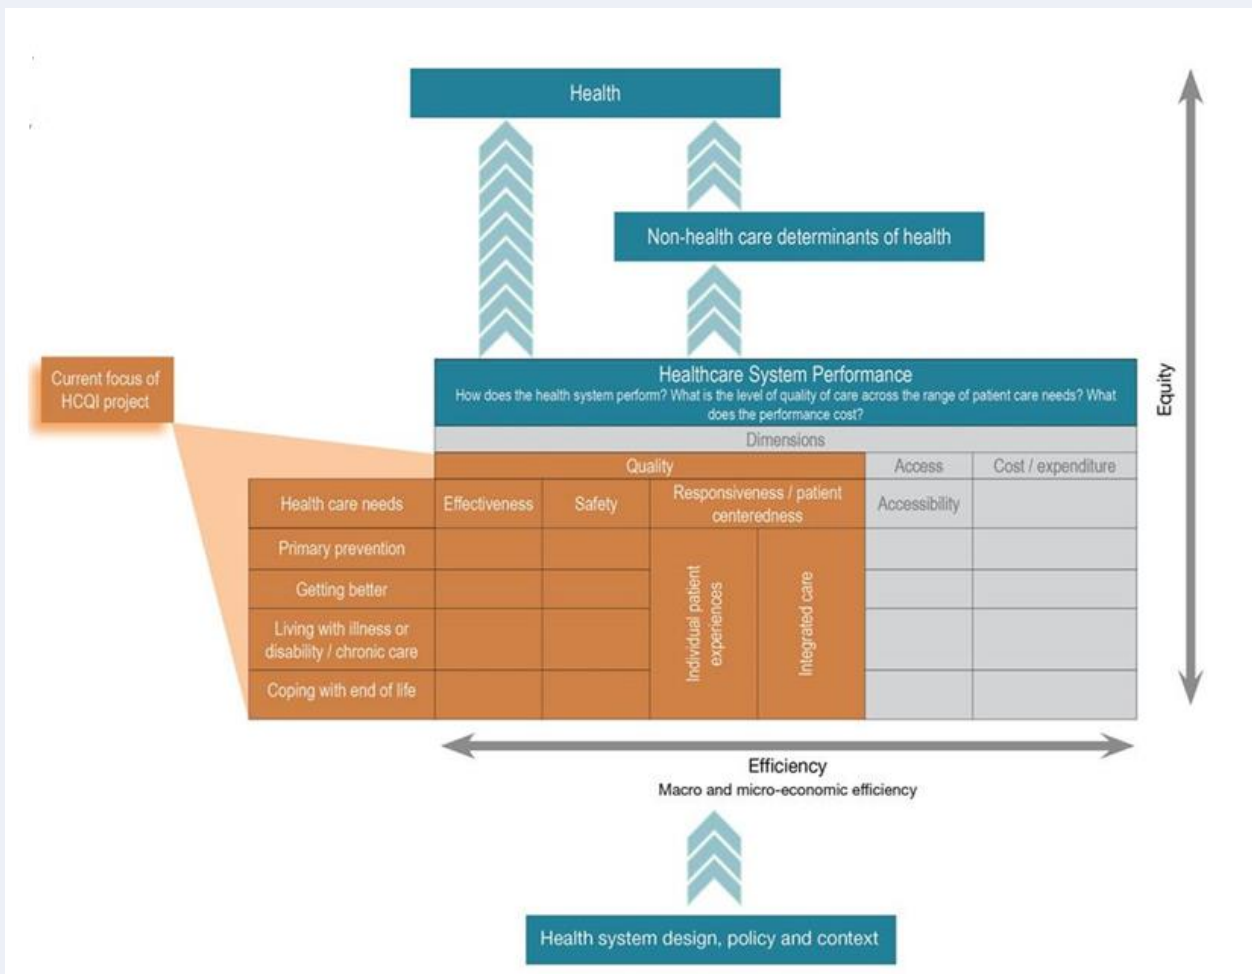 Health
Non-health care determinants of health
Current focus of
HCQI project
Healthcare System Performance
How does the health system perform? What is the level of quality of care across the range of patient care needs? What
does the performance cost?
Dimensions
Quality
Access
Cost / expenditure
Health care needs
Effectiveness
Safety
Responsiveness / patient
centeredness
Accessibility
Primary prevention
Getting better
Living with illness or
disability / chronic care
Coping with end of life
Individual patient
experiences
Integrated care
Equity
Efficiency
Macro and micro-economic efficiency
Health system design, policy and context